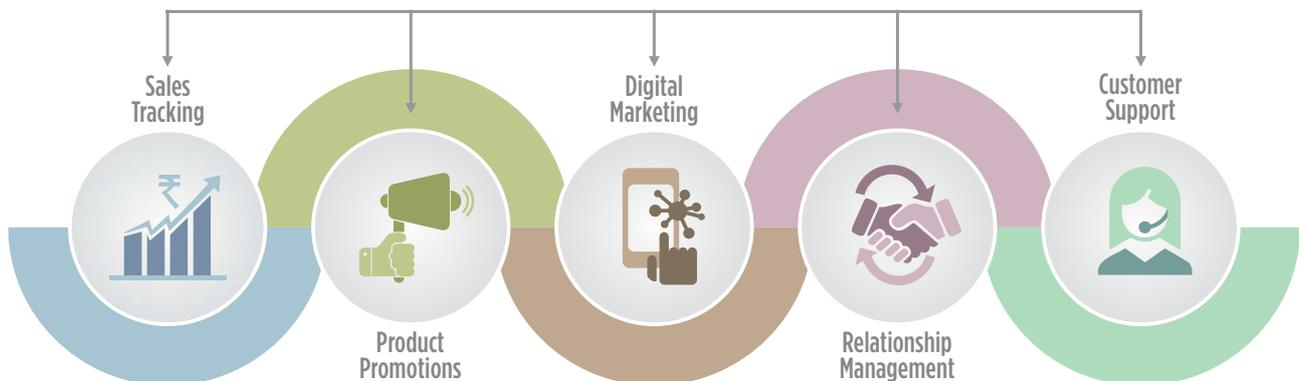 Sales
Tracking
Product
Promotions
Digital
Marketing
Relationship
Management
Customer
Support
₹